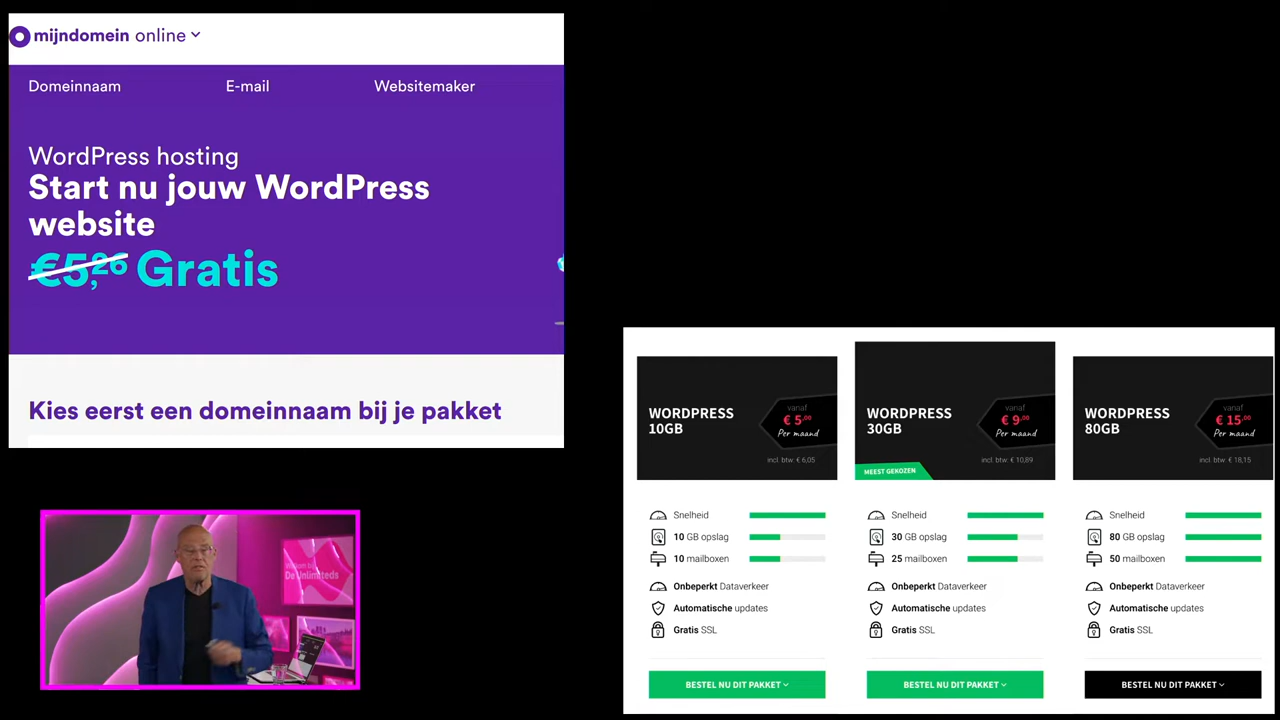 mijndomein online
Domeinnaam E-mail Websitemaker
WordPress hosting
Start nu jouw WordPress
website
€5,26 Gratis
Kies eerst een domeinnaam bij je pakket
Welkom bij
De Unlimiteds
WORDPRESS
10GB
vanaf
€ 5,00
Per maand
incl. btw. € 6,05
Snelheid
10 GB opslag
10 mailboxen
Onbeperkt Dataverkeer
Automatische updates
Gratis SSL
BESTEL NU DIT PAKKET
WORDPRESS
30GB
vanaf
€ 9,00
Per maand
incl. btw. € 10,89
MEEST GEKOZEN
Snelheid
30 GB opslag
25 mailboxen
Onbeperkt Dataverkeer
Automatische updates
Gratis SSL
BESTEL NU DIT PAKKET
WORDPRESS
80GB
vanaf
€ 15,00
Per maand
incl. btw. € 18,15
Snelheid
80 GB opslag
50 mailboxen
Onbeperkt Dataverkeer
Automatische updates
Gratis SSL
BESTEL NU DIT PAKKET